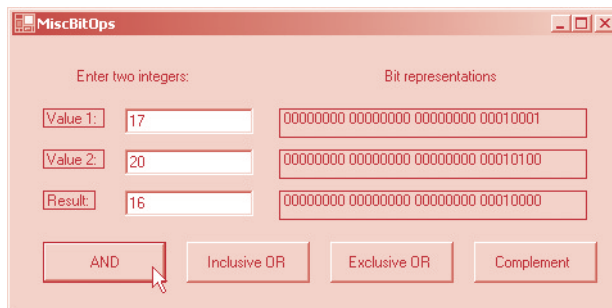 MiscBitOps
Enter two integers: Bit representations
Value 1: 17 00000000 00000000 00000000 00010001
Value 2: 20 00000000 00000000 00000000 00010100
Result: 16 00000000 00000000 00000000 00010000
AND Inclusive OR Exclusive OR Complement